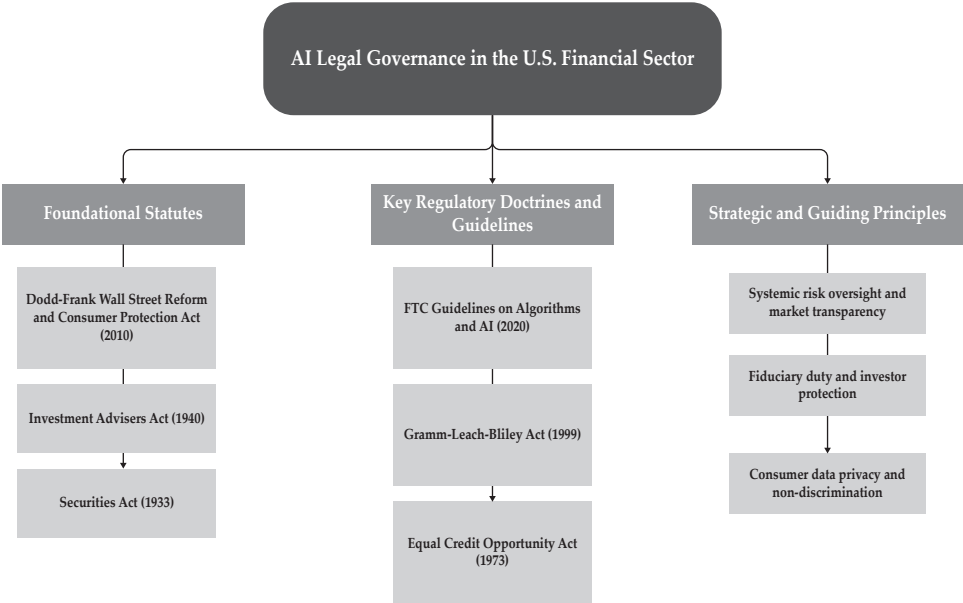 AI Legal Governance in the U.S. Financial Sector
Foundational Statutes
Dodd-Frank Wall Street Reform
and Consumer Protection Act
(2010)
Investment Advisers Act (1940)
Securities Act (1933)
Key Regulatory Doctrines and
Guidelines
FTC Guidelines on Algorithms
and AI (2020)
Gramm-Leach-Bliley Act (1999)
Equal Credit Opportunity Act
(1973)
Strategic and Guiding Principles
Systemic risk oversight and
market transparency
Fiduciary duty and investor
protection
Consumer data privacy and
non-discrimination